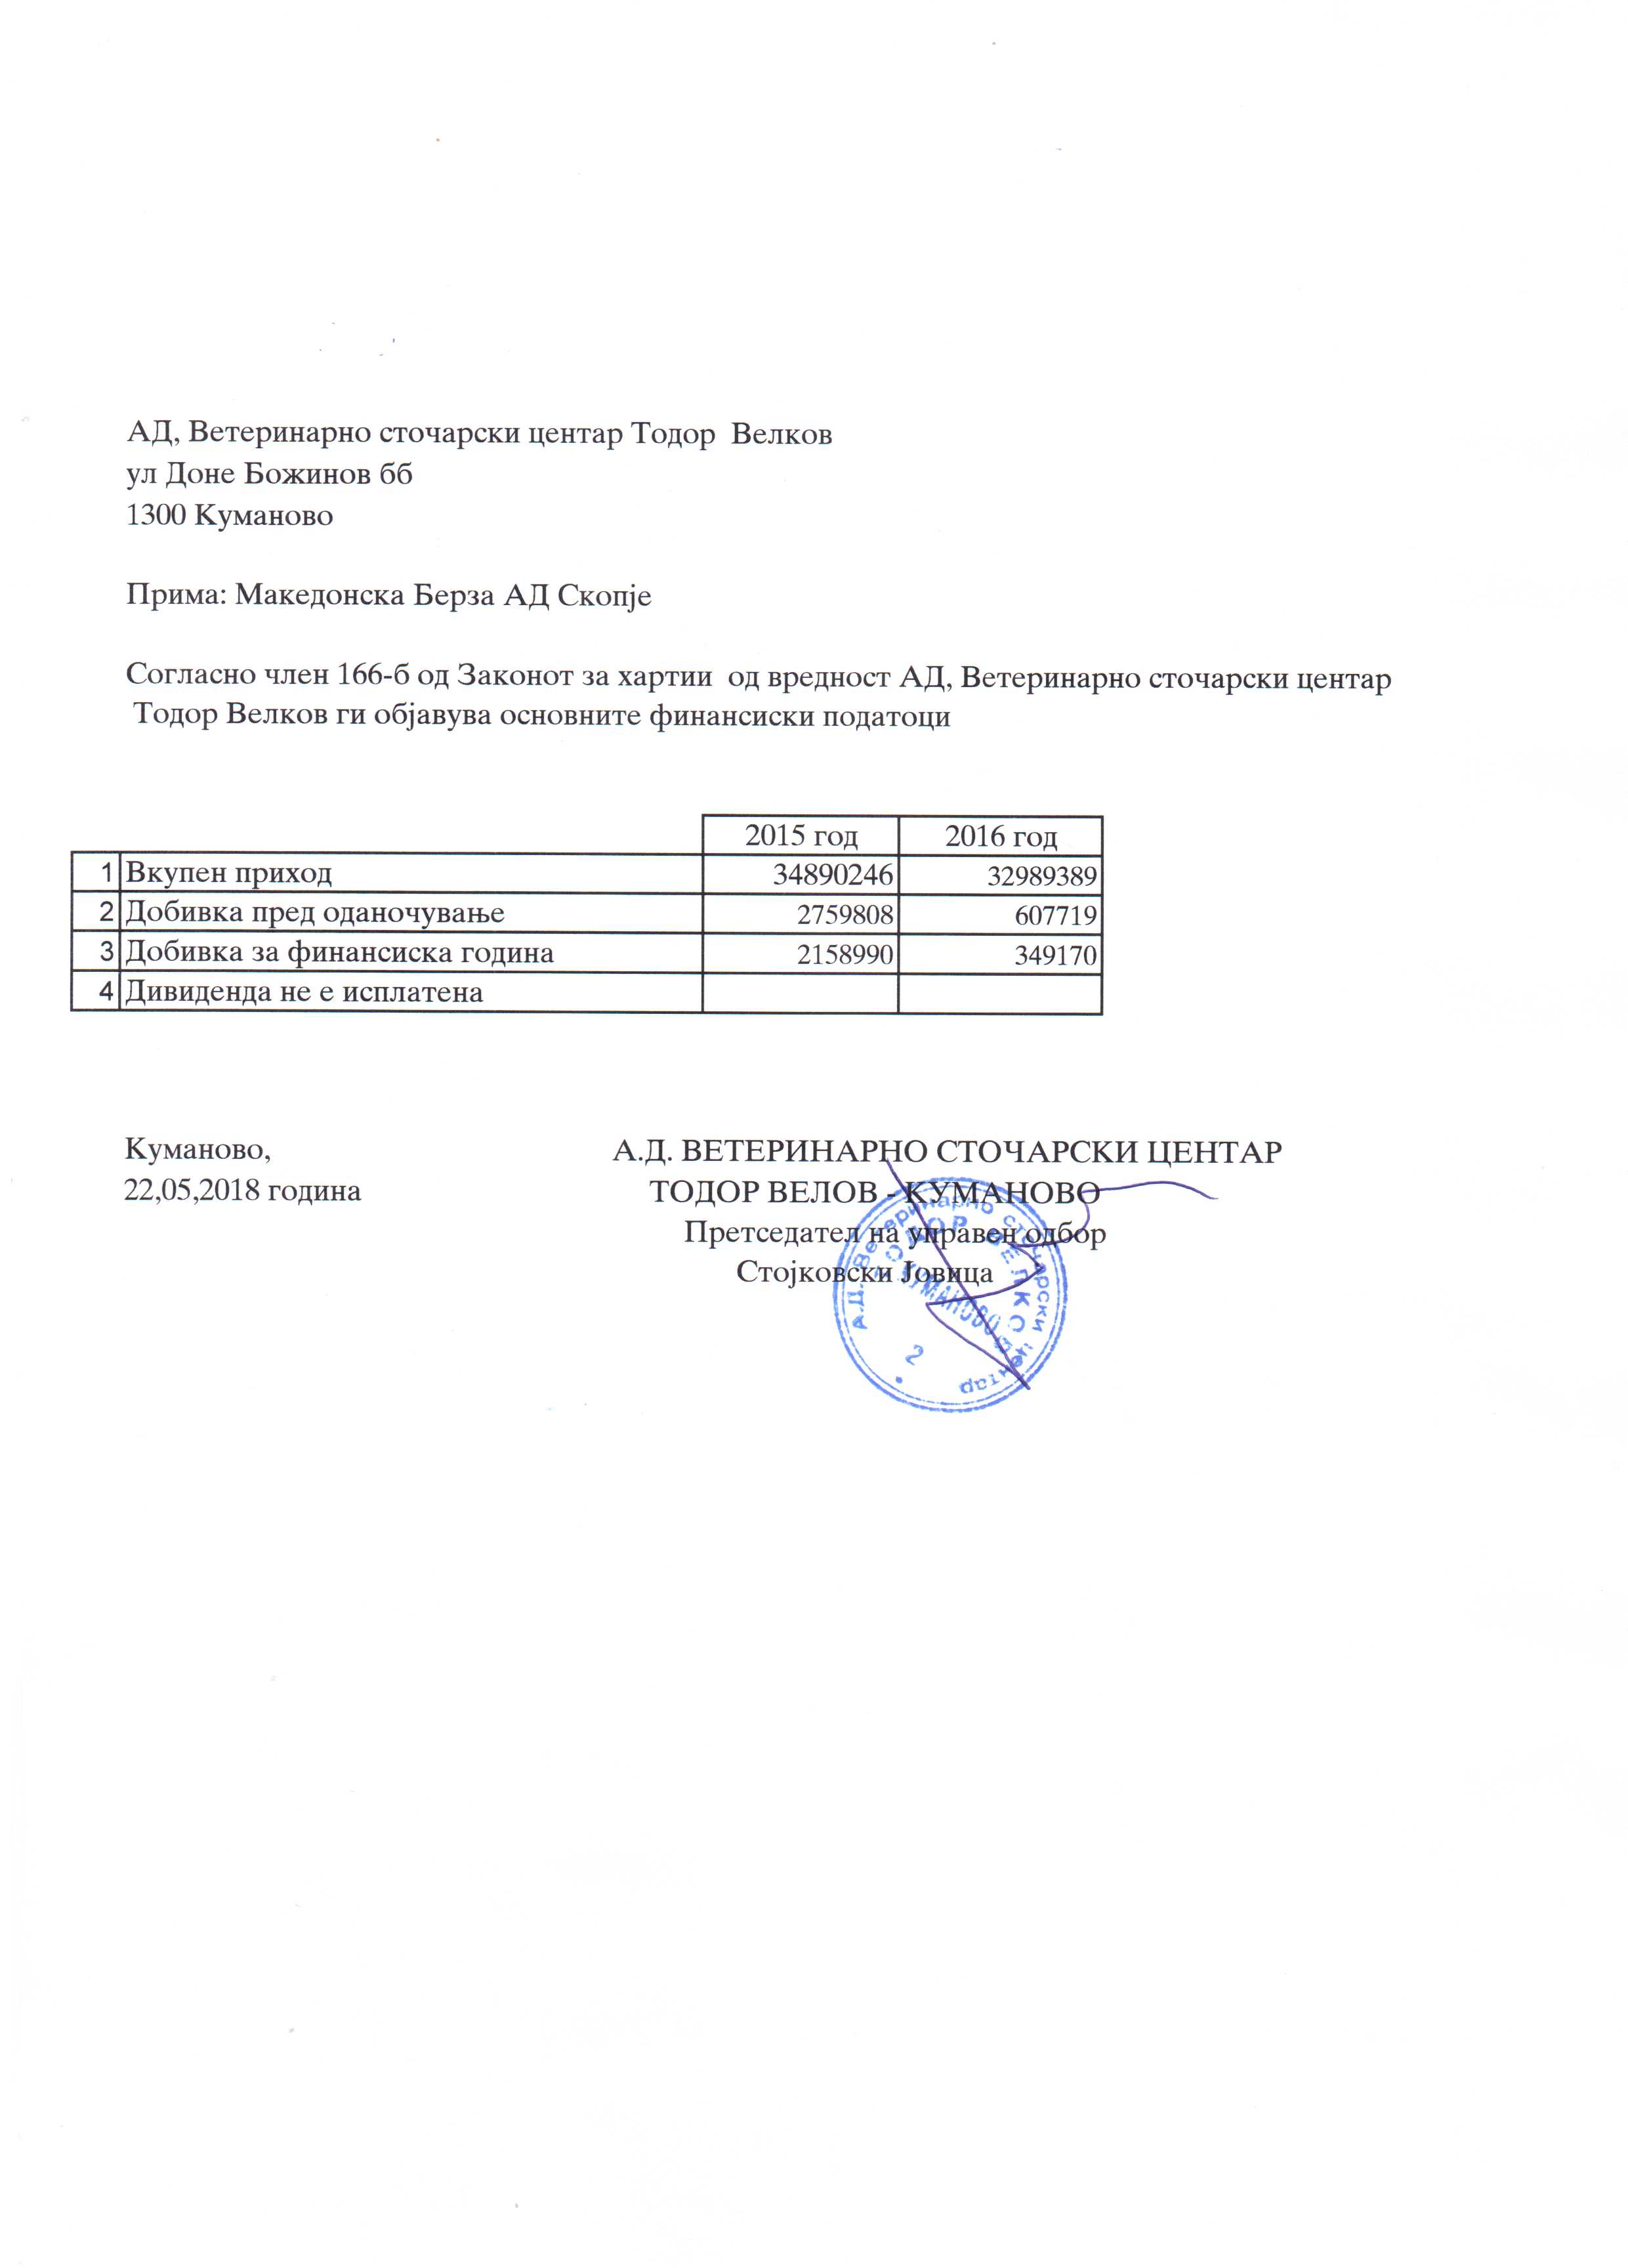 АД, Ветеринарно сточарски центар Тодор Велков
ул Доне Божинов бб
1300 Куманово
Прима: Македонска Берза АД Скопје
Согласно член 166-б од Законот за хартии од вредност АД, Ветеринарно сточарски центар
Тодор Велков ги објавува основните финансиски податоци
2015 год 2016 год
1 Вкупен приход 34890246 32989389
2 Добивка пред оданочување 2759808 607719
3 Добивка за финансиска година 2158990 349170
4 Дивиденда не е исплатена
Куманово,
22,05,2018 година
А.Д. ВЕТЕРИНАРНО СТОЧАРСКИ ЦЕНТАР
ТОДОР ВЕЛОВ - КУМАНОВО
Претседател на управен одбор
Стојковски Јовица
А.Д. Ветеринарно сточарски центар
ТОДОР ВЕЛКОВ
КУМАНОВО
2